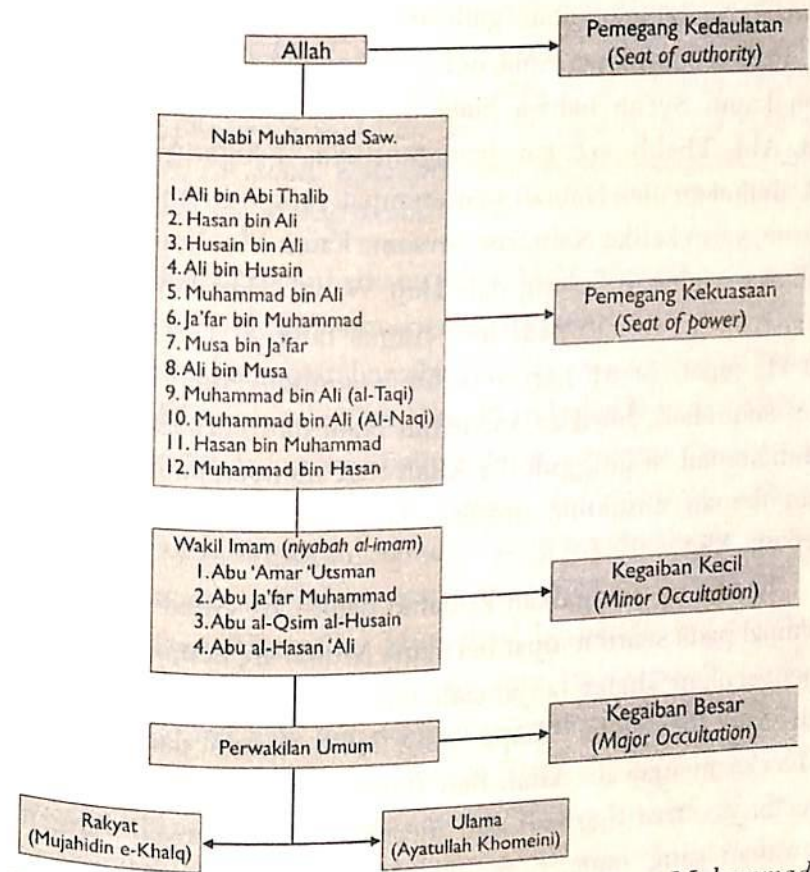 Allah
Pemegang Kedaulatan
(Seat of authority)
Nabi Muhammad Saw.
1. Ali bin Abi Thalib
2. Hasan bin Ali
3. Husain bin Ali
4. Ali bin Husain
5. Muhammad bin Ali
6. Ja'far bin Muhammad
7. Musa bin Ja'far
8. Ali bin Musa
9. Muhammad bin Ali (al-Taqi)
10. Muhammad bin Ali (Al-Naqi)
11. Hasan bin Muhammad
12. Muhammad bin Hasan
Pemegang Kekuasaan
(Seat of power)
Wakil Imam (niyabah al-imam)
1. Abu 'Amar 'Utsman
2. Abu Ja'far Muhammad
3. Abu al-Qsim al-Husain
4. Abu al-Hasan 'Ali
Kegaiban Kecil
(Minor Occultation)
Perwakilan Umum
Kegaiban Besar
(Major Occultation)
Rakyat
(Mujahidin e-Khalq)
Ulama
(Ayatullah Khomeini)